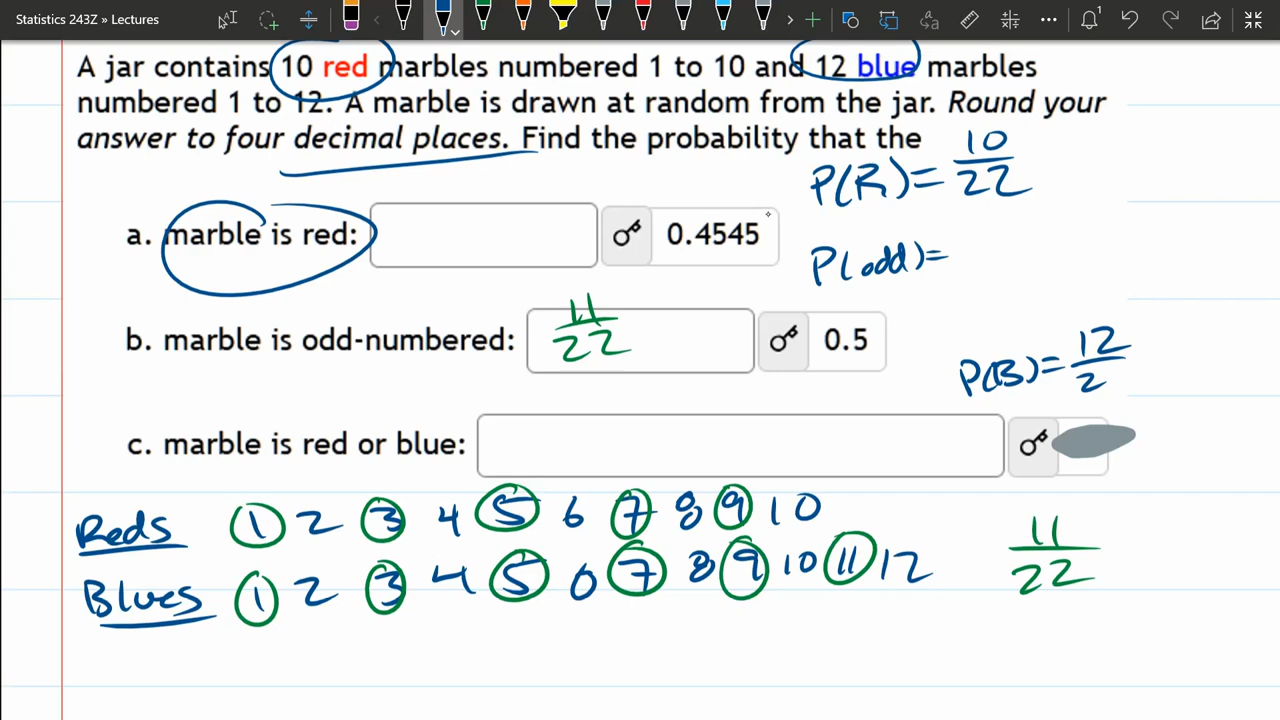 Statistics 243Z » Lectures
A jar contains 10 red marbles numbered 1 to 10 and 12 blue marbles
numbered 1 to 12. A marble is drawn at random from the jar. Round your
answer to four decimal places. Find the probability that the
P(R) = 10/22
a. marble is red: 0.4545
P(odd) =
b. marble is odd-numbered: 11/22 0.5
P(B) = 12/2
c. marble is red or blue:
Reds 1 2 3 4 5 6 7 8 9 10
Blues 1 2 3 4 5 6 7 8 9 10 11 12
11/22